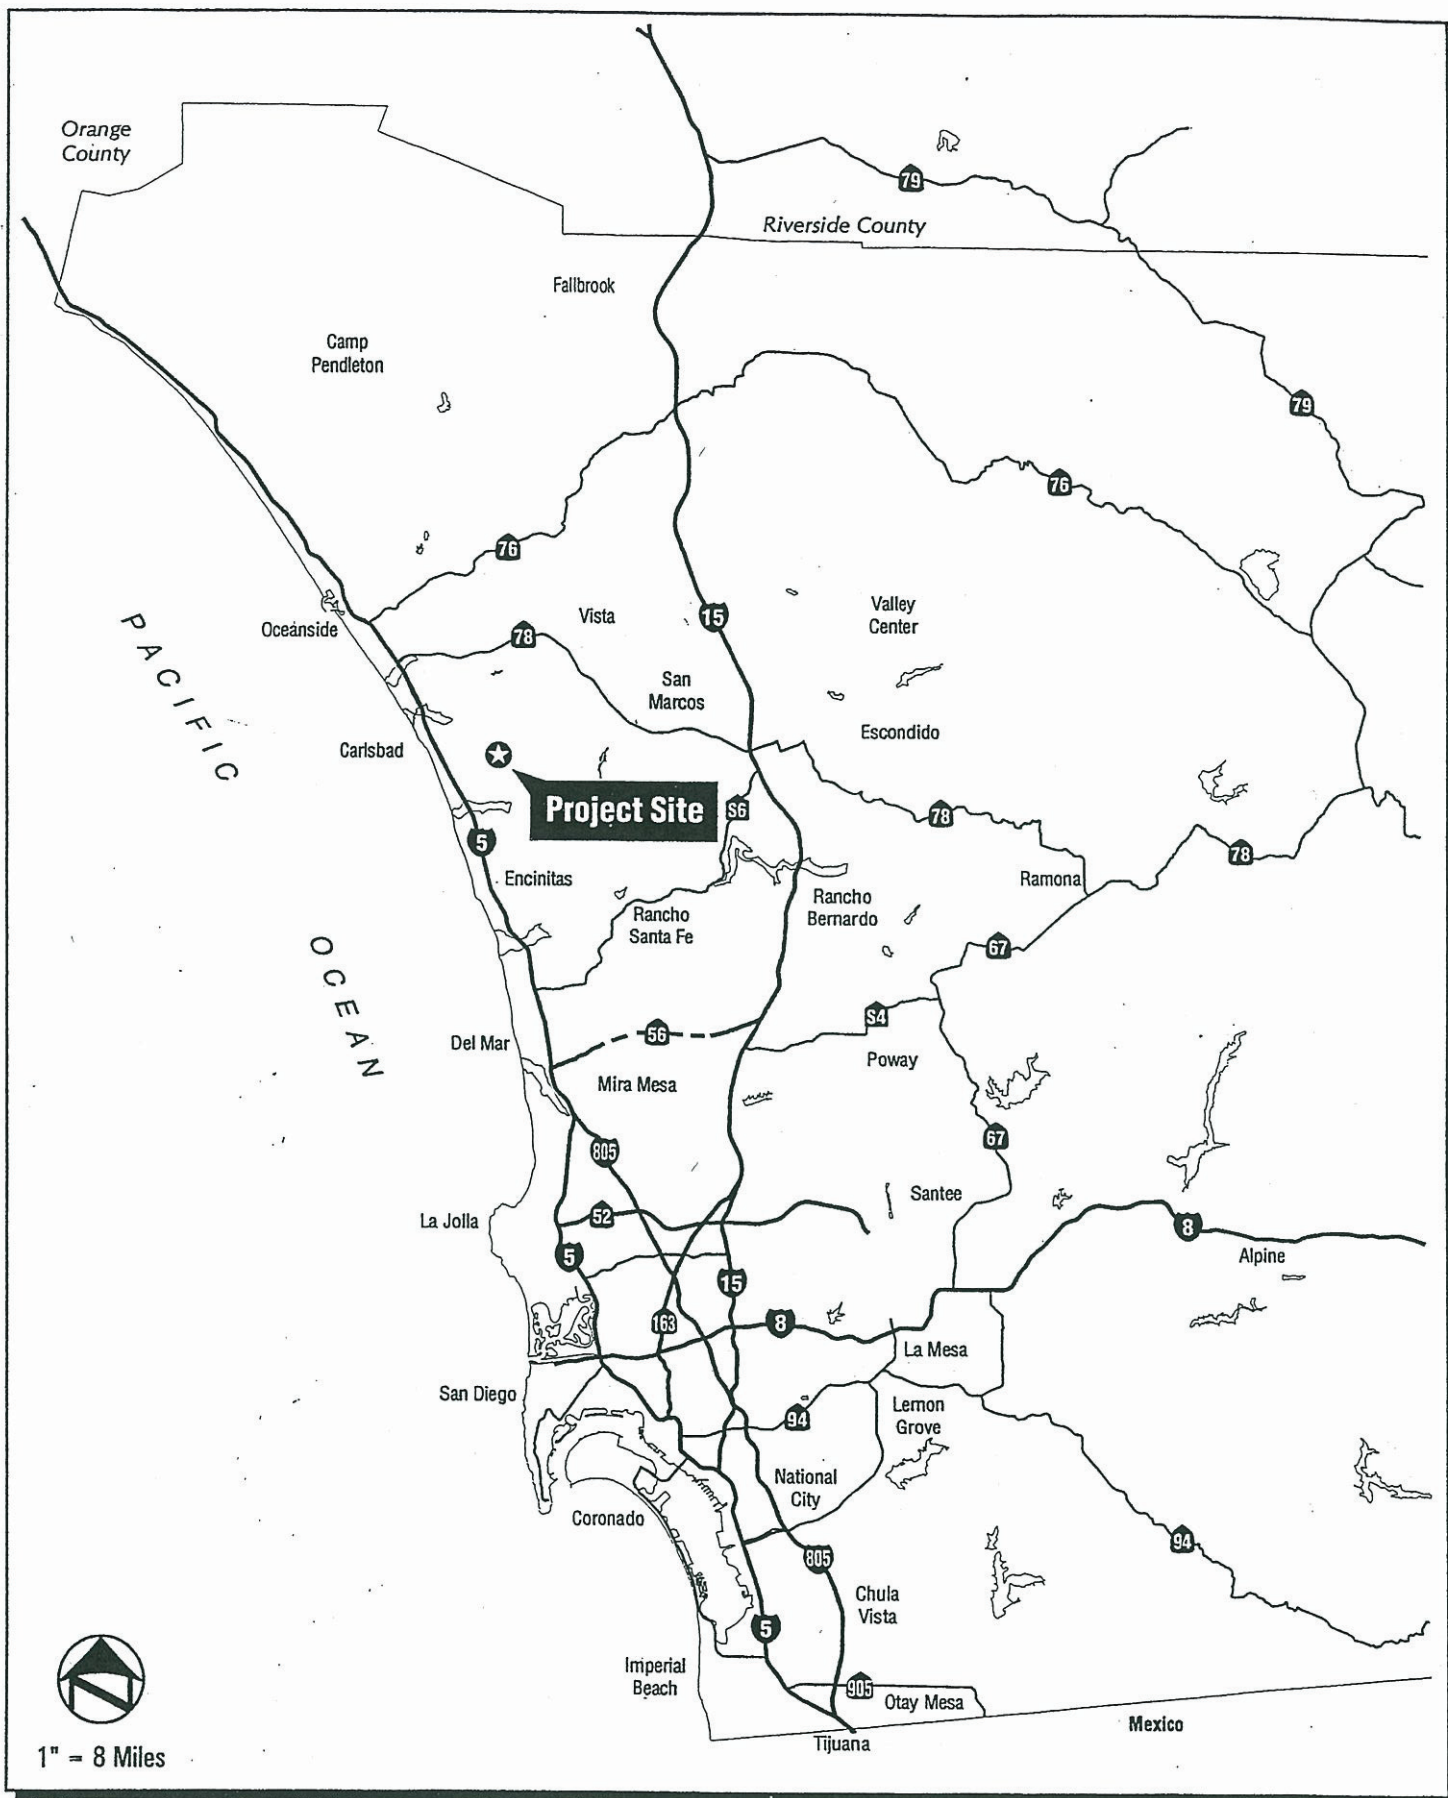 Orange
County
79
Riverside County
Fallbrook
Camp
Pendleton
79
76
76
Valley
Center
Vista
15
Oceanside
78
San
Marcos
PACIFIC
Escondido
Carlsbad
Project Site
S6
78
5
78
Encinitas
Ramona
Rancho
Bernardo
Rancho
Santa Fe
67
OCEAN
S4
56
Del Mar
Poway
Mira Mesa
67
805
Santee
La Jolla
52
8
5
Alpine
15
163
8
La Mesa
San Diego
94
Lemon
Grove
National
City
Coronado
94
805
Chula
Vista
5
Imperial
Beach
905
Otay Mesa
Mexico
Tijuana
1" = 8 Miles